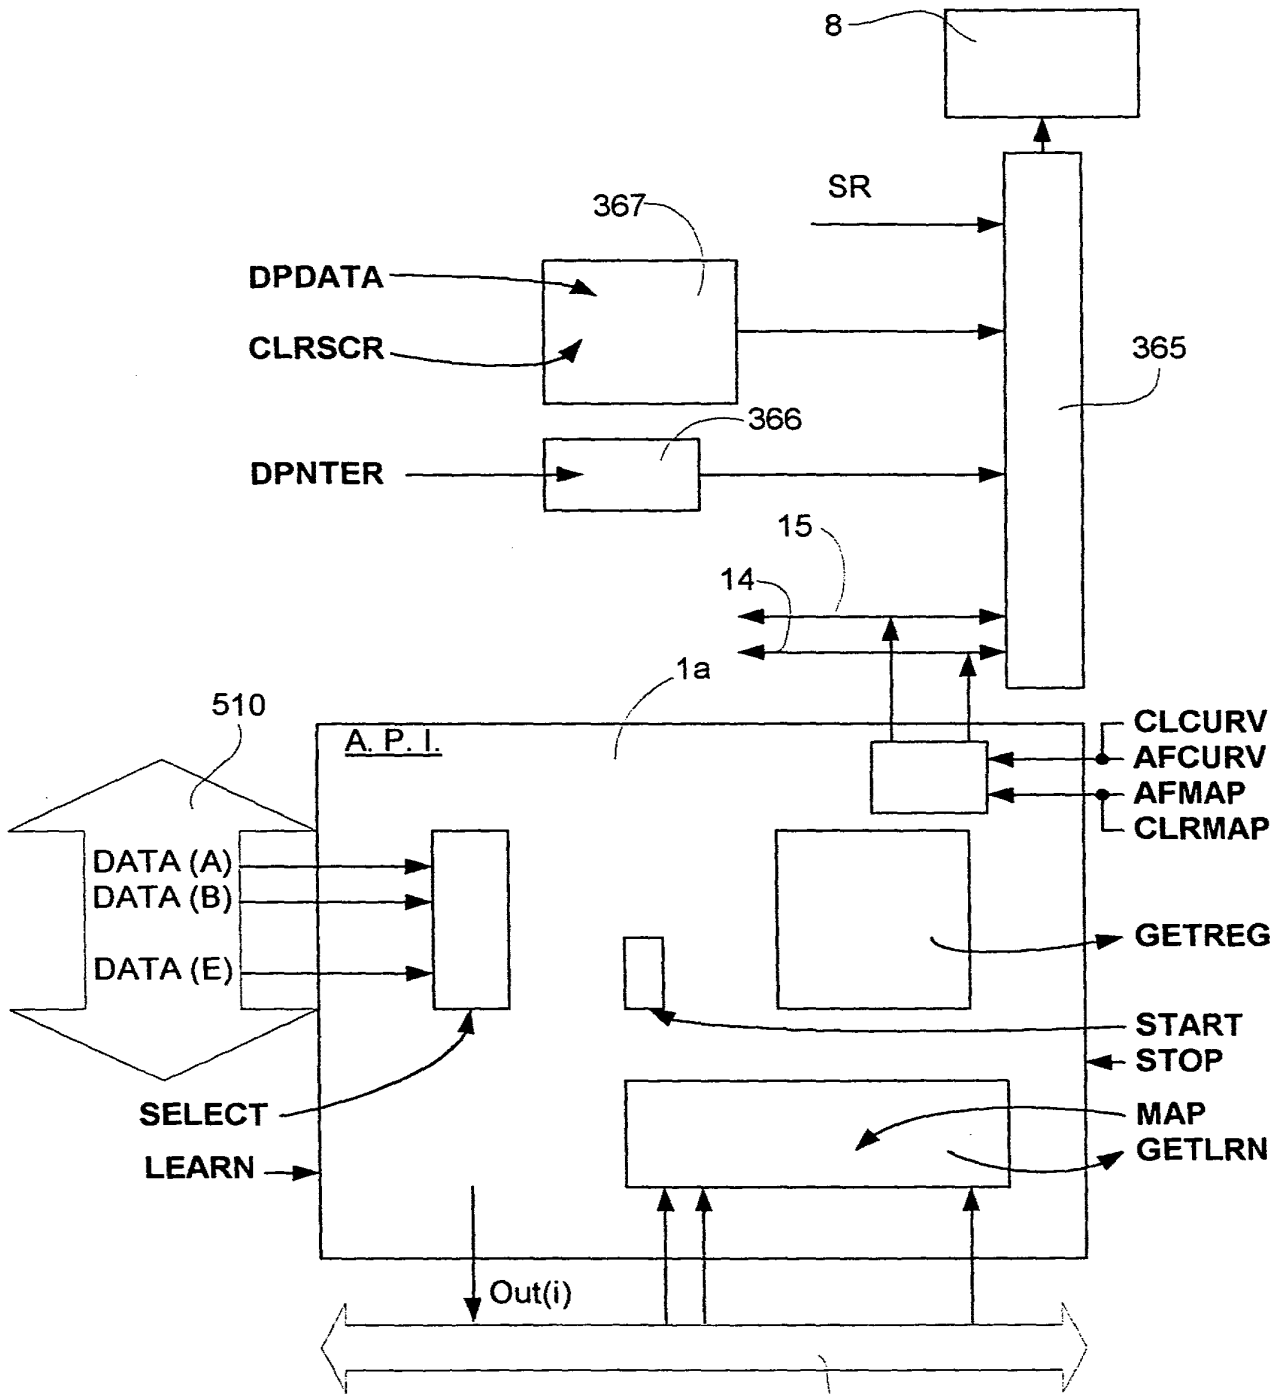 8
SR
367
DPDATA
CLRSCR
365
366
DPNTER
15
14
1a
510
A. P. I.
CLCURV
AFCURV
AFMAP
CLRMAP
DATA (A)
DATA (B)
DATA (E)
GETREG
START
STOP
SELECT
MAP
LEARN
GETLRN
Out(i)